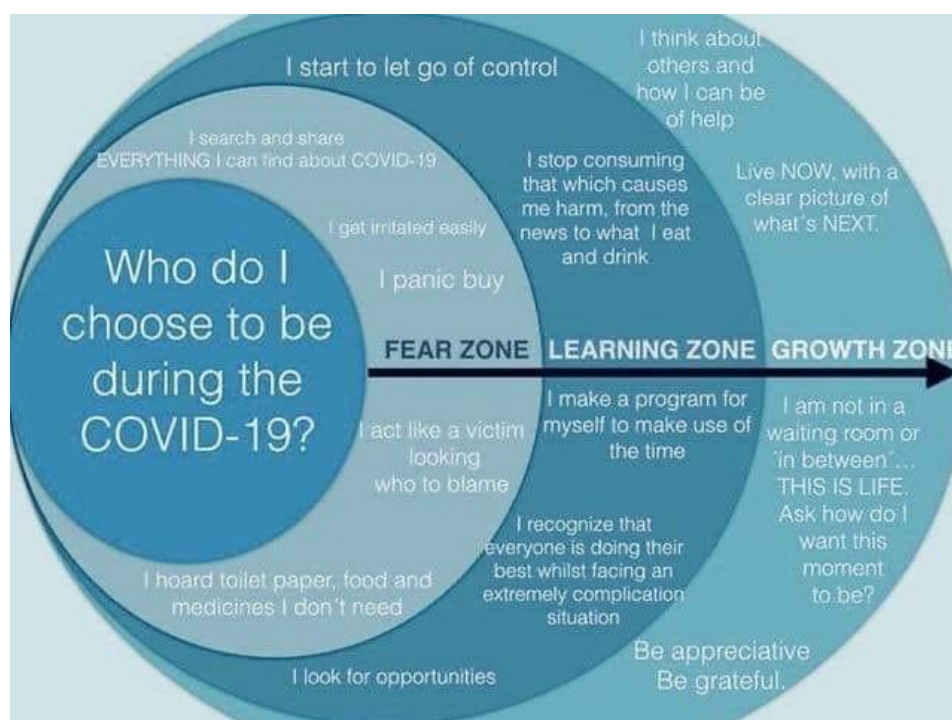 Who do I
choose to be
during the
COVID-19?
I search and share
EVERYTHING I can find about COVID-19
I get irritated easily
I panic buy
FEAR ZONE
I act like a victim
looking
who to blame
I hoard toilet paper, food and
medicines I don´t need
I start to let go of control
I stop consuming
that which causes
me harm, from the
news to what I eat
and drink
LEARNING ZONE
I make a program for
myself to make use of
the time
I recognize that
everyone is doing their
best whilst facing an
extremely complication
situation
I look for opportunities
I think about
others and
how I can be
of help
Live NOW, with a
clear picture of
what´s NEXT.
GROWTH ZONE
I am not in a
waiting room or
´in between´...
THIS IS LIFE.
Ask how do I
want this
moment
to be?
Be appreciative
Be grateful.